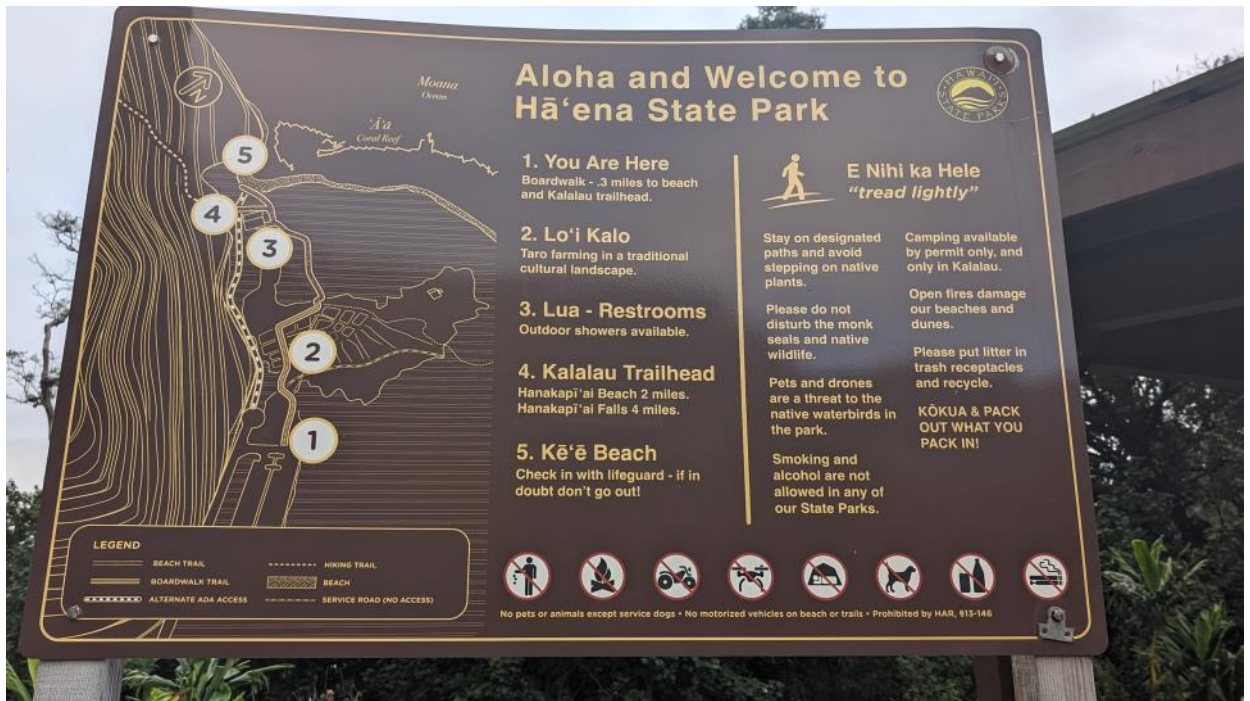 Aloha and Welcome to
Hā‘ena State Park
HAWAI‘I
STATE PARKS
N
Moana
Ocean
‘Ā‘ā
Coral Reef
5
4
3
2
1
1. You Are Here
Boardwalk - .3 miles to beach
and Kalalau trailhead.
2. Lo‘i Kalo
Taro farming in a traditional
cultural landscape.
3. Lua - Restrooms
Outdoor showers available.
4. Kalalau Trailhead
Hanakapī‘ai Beach 2 miles.
Hanakapī‘ai Falls 4 miles.
5. Kē‘ē Beach
Check in with lifeguard - if in
doubt don’t go out!
E Nihi ka Hele
“tread lightly”
Stay on designated
paths and avoid
stepping on native
plants.
Please do not
disturb the monk
seals and native
wildlife.
Pets and drones
are a threat to the
native waterbirds in
the park.
Smoking and
alcohol are not
allowed in any of
our State Parks.
Camping available
by permit only, and
only in Kalalau.
Open fires damage
our beaches and
dunes.
Please put litter in
trash receptacles
and recycle.
KŌKUA & PACK
OUT WHAT YOU
PACK IN!
LEGEND
BEACH TRAIL
BOARDWALK TRAIL
ALTERNATE ADA ACCESS
HIKING TRAIL
BEACH
SERVICE ROAD (NO ACCESS)
No pets or animals except service dogs • No motorized vehicles on beach or trails • Prohibited by HAR, §13-146